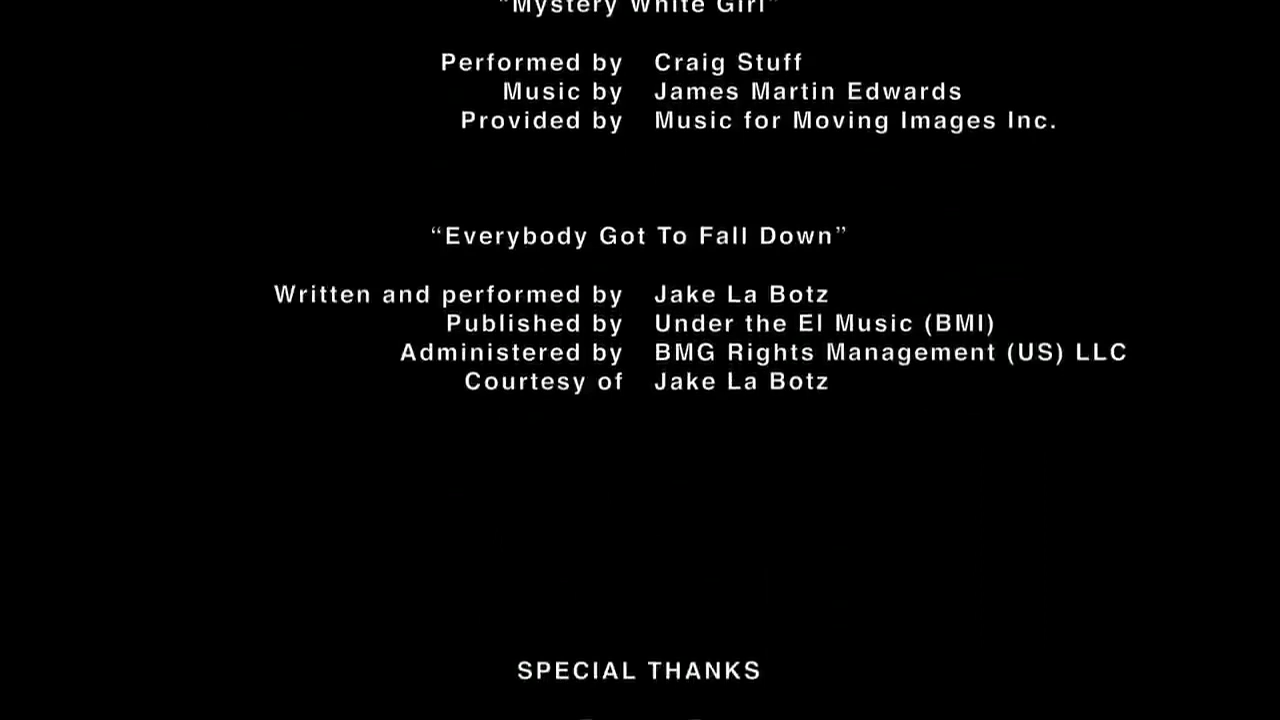 "Mystery White Girl"
Performed by Craig Stuff
Music by James Martin Edwards
Provided by Music for Moving Images Inc.
“Everybody Got To Fall Down”
Written and performed by Jake La Botz
Published by Under the El Music (BMI)
Administered by BMG Rights Management (US) LLC
Courtesy of Jake La Botz
SPECIAL THANKS